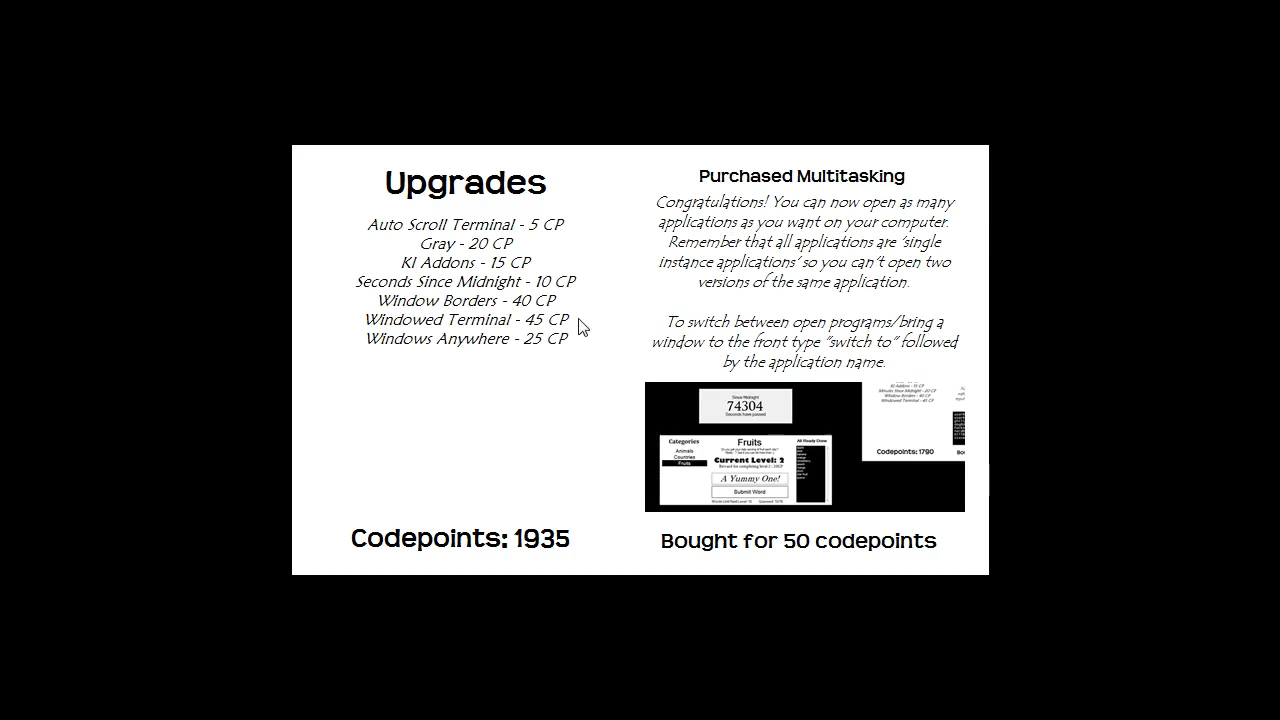 Upgrades
Auto Scroll Terminal - 5 CP
Gray - 20 CP
KI Addons - 15 CP
Seconds Since Midnight - 10 CP
Window Borders - 40 CP
Windowed Terminal - 45 CP
Windows Anywhere - 25 CP
Codepoints: 1935
Purchased Multitasking
Congratulations! You can now open as many
applications as you want on your computer.
Remember that all applications are 'single
instance applications' so you can't open two
versions of the same application.
To switch between open programs/bring a
window to the front type "switch to" followed
by the application name.
Since Midnight
74304
Seconds have passed
KI Addons - 15 CP
Minutes Since Midnight - 20 CP
Window Borders - 40 CP
Windowed Terminal - 45 CP
Codepoints: 1790
Categories
Animals
Countries
Fruits
Fruits
Current Level: 2
A Yummy One!
Submit Word
Bought for 50 codepoints